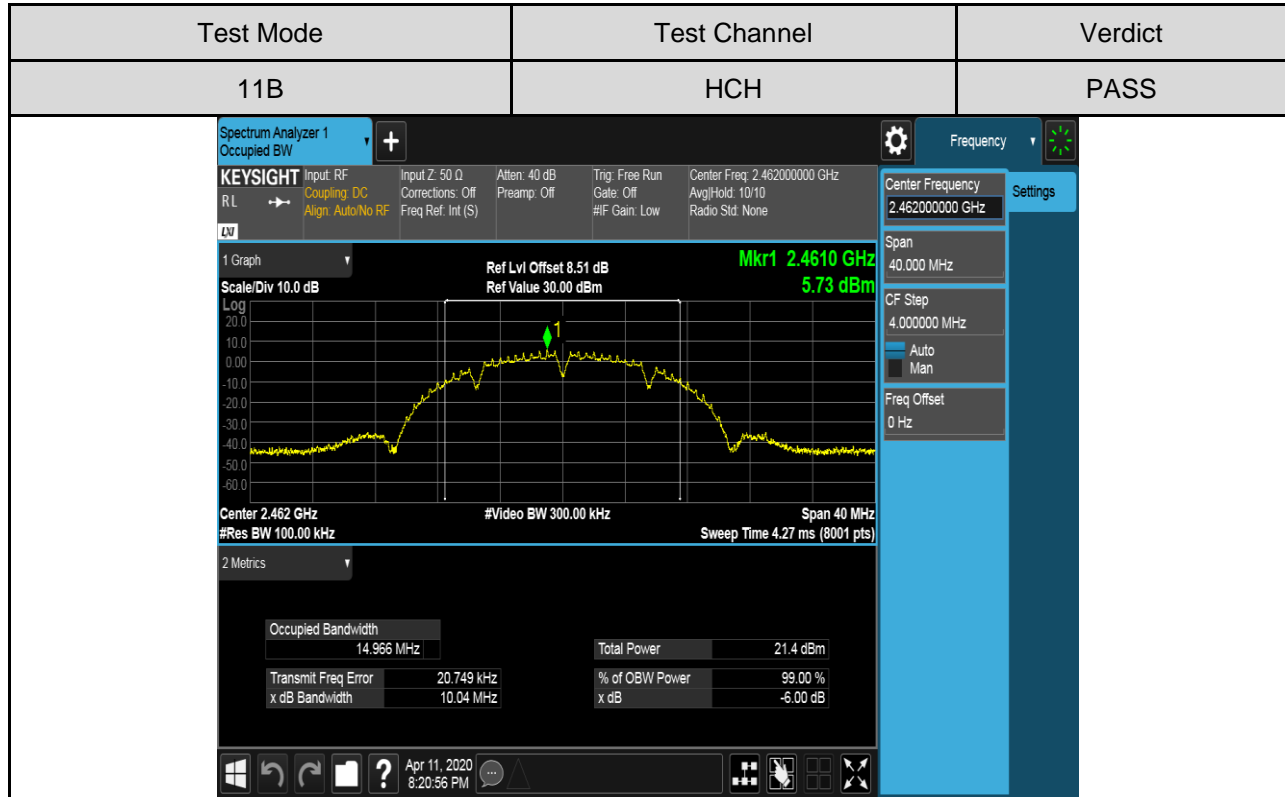 Test Mode Test Channel Verdict
11B HCH PASS
Spectrum Analyzer 1
Occupied BW
+
Frequency
KEYSIGHT Input: RF Input Z: 50 Ω Atten: 40 dB Trig: Free Run Center Freq: 2.462000000 GHz
RL Coupling: DC Corrections: Off Preamp: Off Gate: Off Avg|Hold: 10/10
Align: Auto/No RF Freq Ref: Int (S) #IF Gain: Low Radio Std: None
LXI
Center Frequency
2.462000000 GHz
Settings
Span
40.000 MHz
CF Step
4.000000 MHz
Auto
Man
Freq Offset
0 Hz
1 Graph Ref Lvl Offset 8.51 dB Mkr1 2.4610 GHz
Scale/Div 10.0 dB Ref Value 30.00 dBm 5.73 dBm
Log
20.0
10.0
0.00
-10.0
-20.0
-30.0
-40.0
-50.0
-60.0
1
Center 2.462 GHz #Video BW 300.00 kHz Span 40 MHz
#Res BW 100.00 kHz Sweep Time 4.27 ms (8001 pts)
2 Metrics
Occupied Bandwidth
14.966 MHz Total Power 21.4 dBm
Transmit Freq Error 20.749 kHz % of OBW Power 99.00 %
x dB Bandwidth 10.04 MHz x dB -6.00 dB
? Apr 11, 2020
8:20:56 PM